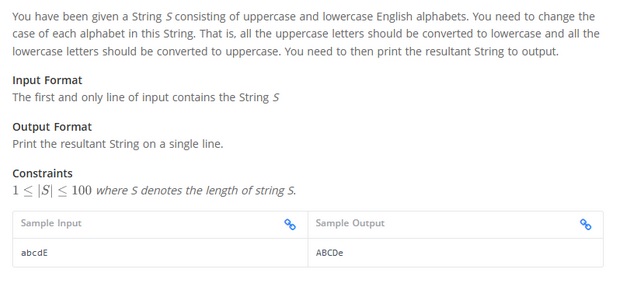 You have been given a String S consisting of uppercase and lowercase English alphabets. You need to change the
case of each alphabet in this String. That is, all the uppercase letters should be converted to lowercase and all the
lowercase letters should be converted to uppercase. You need to then print the resultant String to output.
Input Format
The first and only line of input contains the String S
Output Format
Print the resultant String on a single line.
Constraints
1 ≤ |S| ≤ 100 where S denotes the length of string S.
Sample Input
Sample Output
abcdE
ABCDe